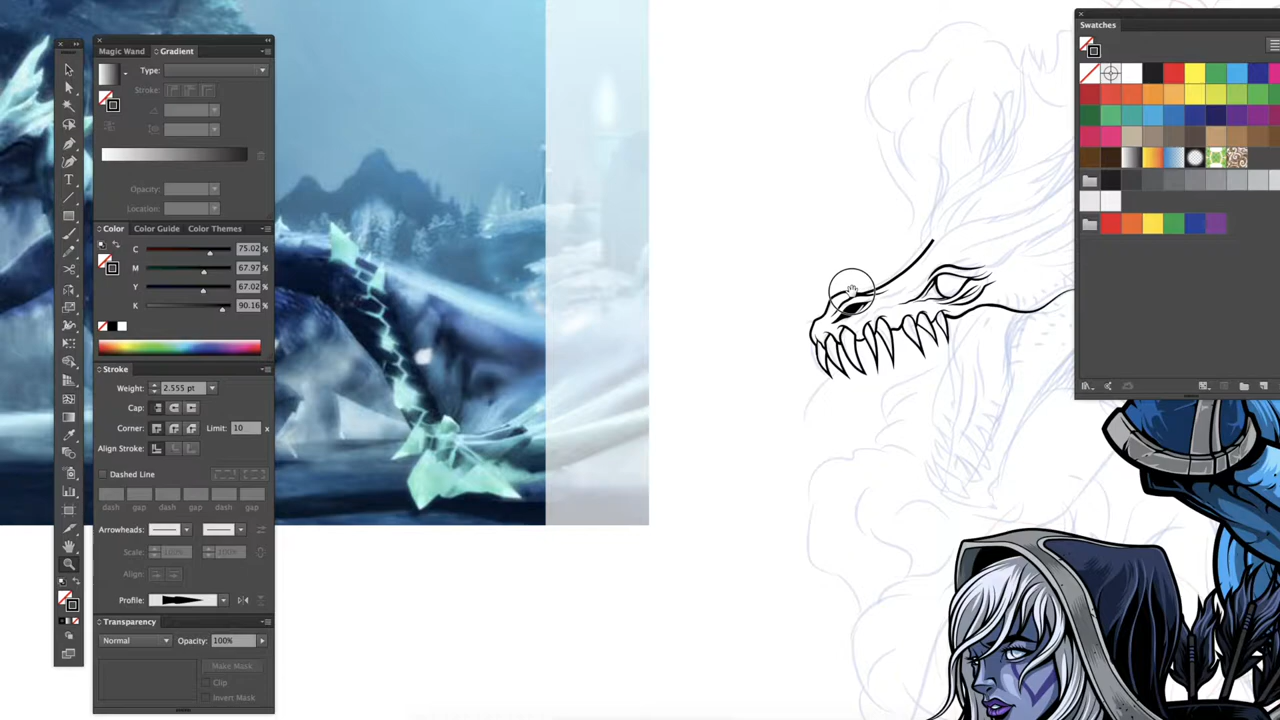 Magic Wand
Gradient
Type:
Stroke:
Opacity:
Location:
Color
Color Guide
Color Themes
C 75.02 %
M 67.97 %
Y 67.02 %
K 90.16 %
Stroke
Weight: 2.555 pt
Cap:
Corner: Limit: 10 x
Align Stroke:
Dashed Line
dash gap dash gap dash gap
Arrowheads:
Scale: 100% 100%
Align:
Profile:
Transparency
Normal Opacity: 100%
Make Mask
Clip
Invert Mask
Swatches